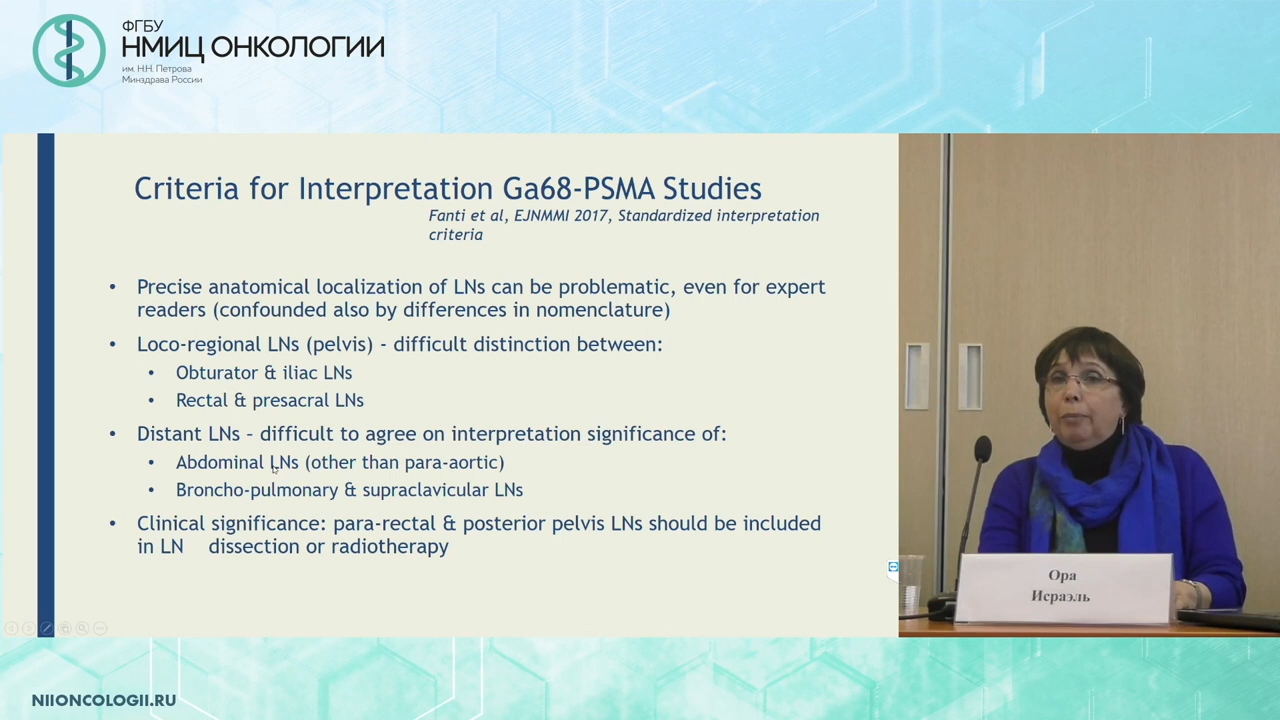 ФГБУ
НМИЦ ОНКОЛОГИИ
им. Н.Н. Петрова
Минздрава России
Criteria for Interpretation Ga68-PSMA Studies
Fanti et al, EJNMMI 2017, Standardized interpretation
criteria
• Precise anatomical localization of LNs can be problematic, even for expert
readers (confounded also by differences in nomenclature)
• Loco-regional LNs (pelvis) - difficult distinction between:
• Obturator & iliac LNs
• Rectal & presacral LNs
• Distant LNs – difficult to agree on interpretation significance of:
• Abdominal LNs (other than para-aortic)
• Broncho-pulmonary & supraclavicular LNs
• Clinical significance: para-rectal & posterior pelvis LNs should be included
in LN dissection or radiotherapy
Ора
Исраэль
NIIONCOLOGII.RU